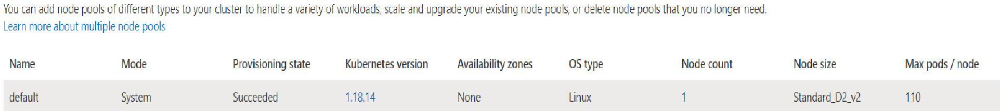 You can add node pools of different types to your cluster to handle a variety of workloads, scale and upgrade your existing node pools, or delete node pools that you no longer need.
Learn more about multiple node pools
Name Mode Provisioning state Kubernetes version Availability zones OS type Node count Node size Max pods / node
default System Succeeded 1.18.14 None Linux 1 Standard_D2_v2 110